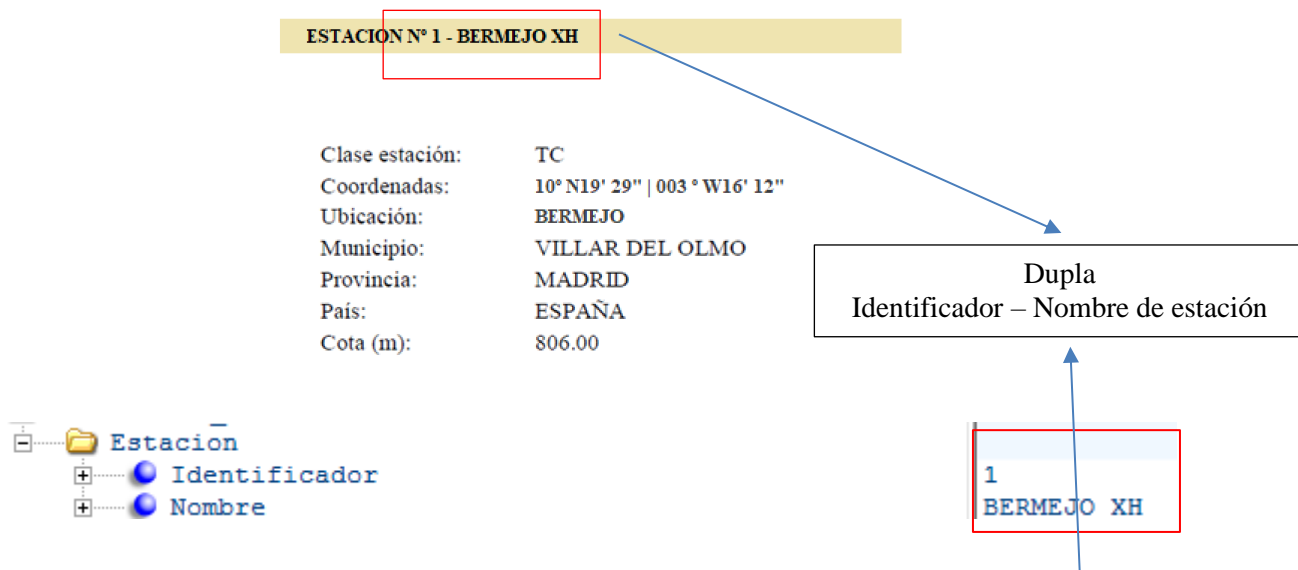 ESTACION Nº 1 - BERMEJO XH
Clase estación: TC
Coordenadas: 10º N19' 29" | 003 º W16' 12"
Ubicación: BERMEJO
Municipio: VILLAR DEL OLMO
Provincia: MADRID
País: ESPAÑA
Cota (m): 806.00
Dupla
Identificador – Nombre de estación
Estacion
Identificador 1
Nombre BERMEJO XH